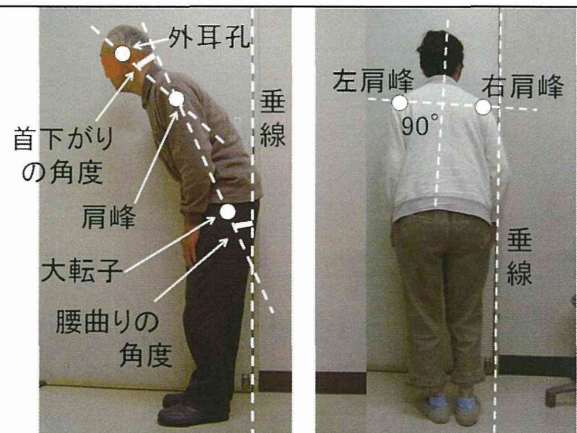 外耳孔
垂
線
首下がり
の角度
肩峰
大転子
腰曲りの
角度
左肩峰
右肩峰
90°
垂
線